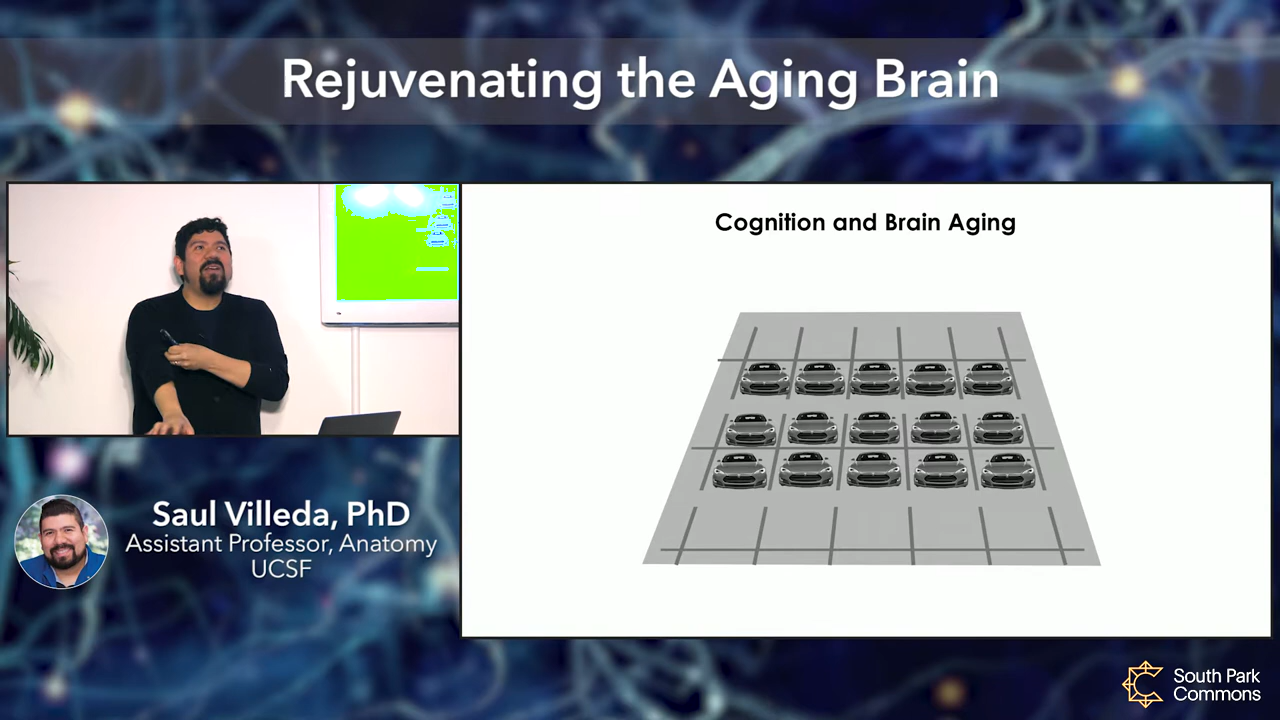 Rejuvenating the Aging Brain
Cognition and Brain Aging
Saul Villeda, PhD
Assistant Professor, Anatomy
UCSF
South Park
Commons